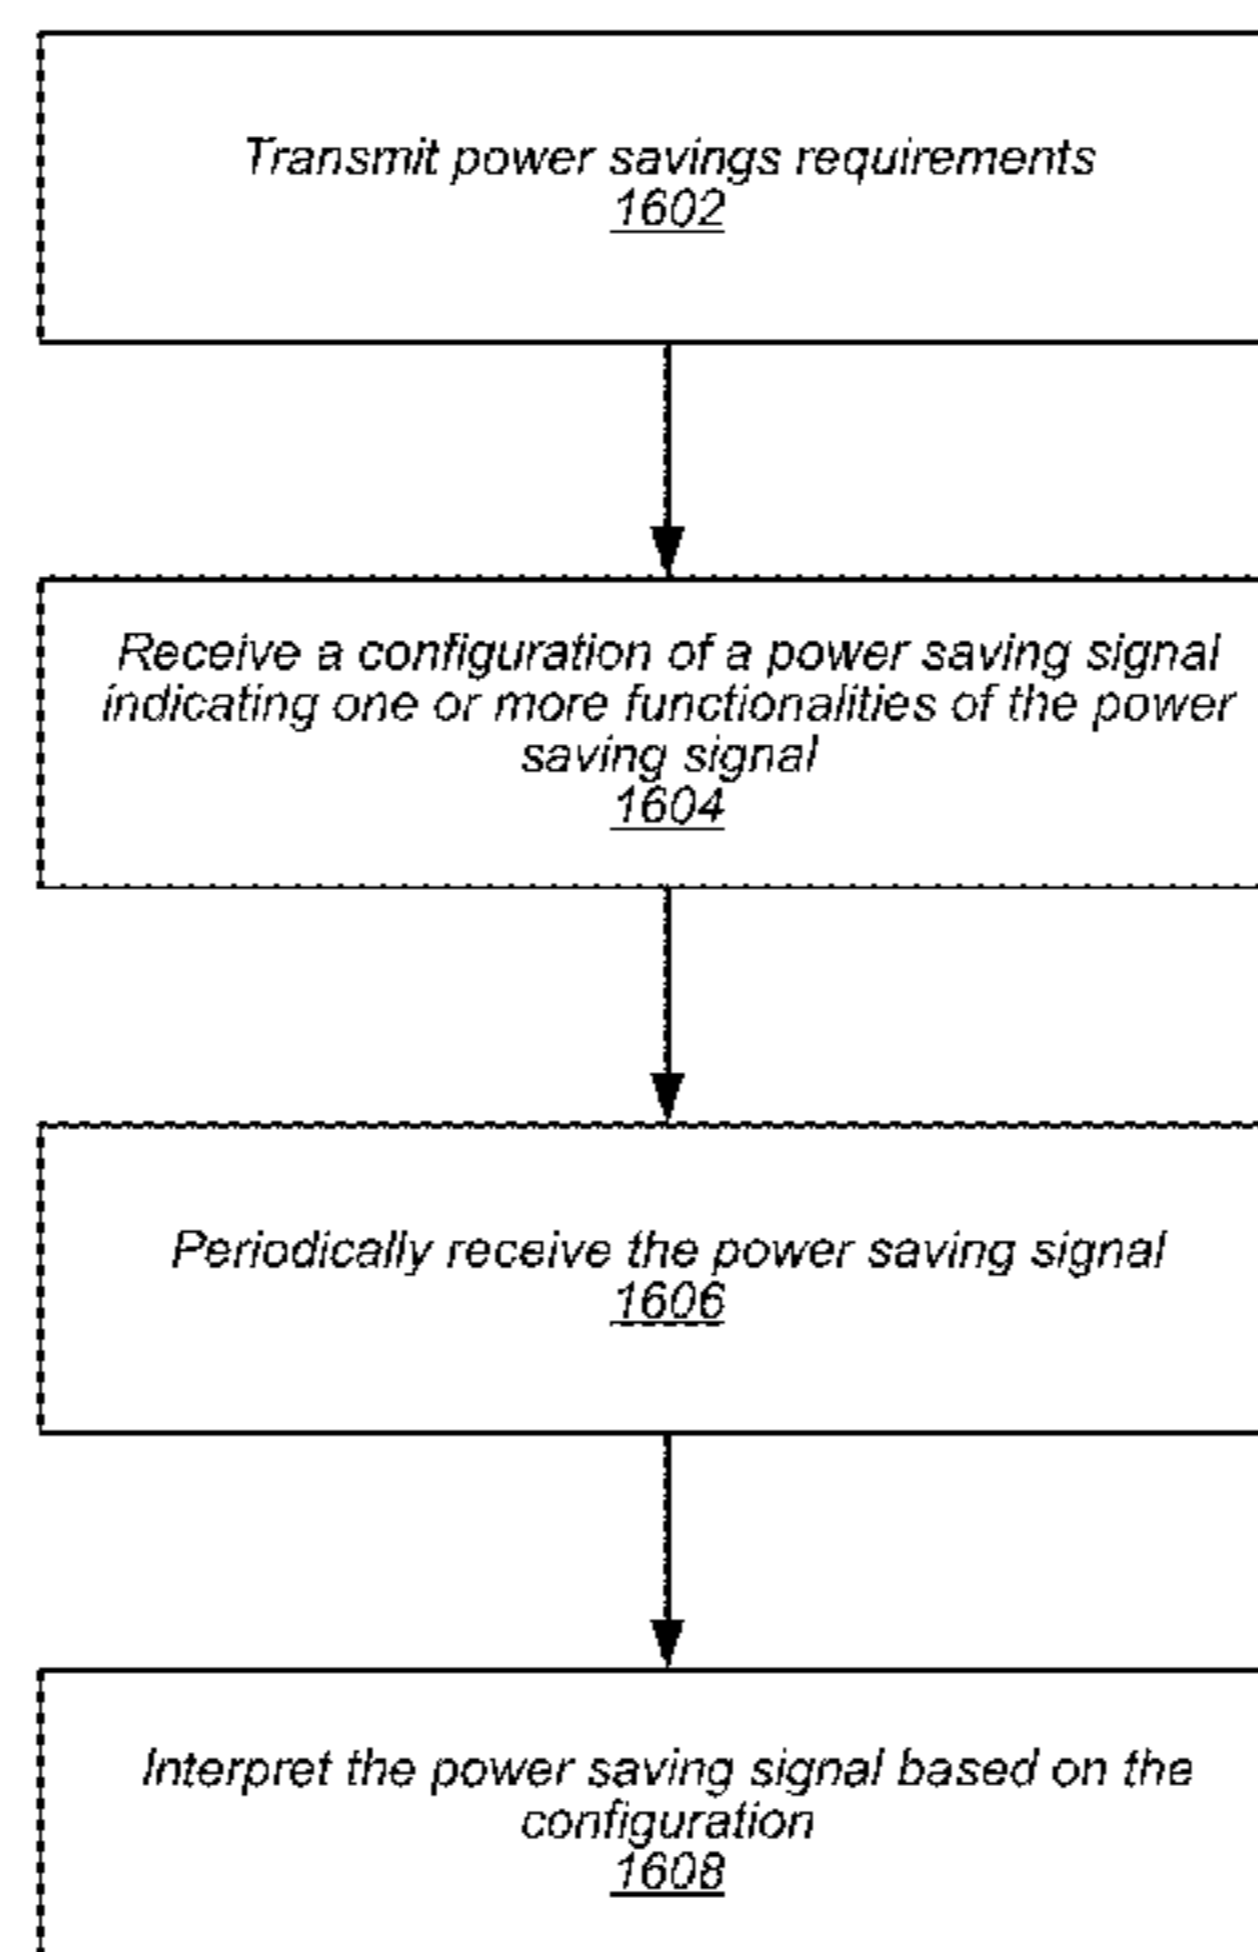 Transmit power savings requirements
1602
Receive a configuration of a power saving signal
indicating one or more functionalities of the power
saving signal
1604
Periodically receive the power saving signal
1606
Interpret the power saving signal based on the
configuration
1608